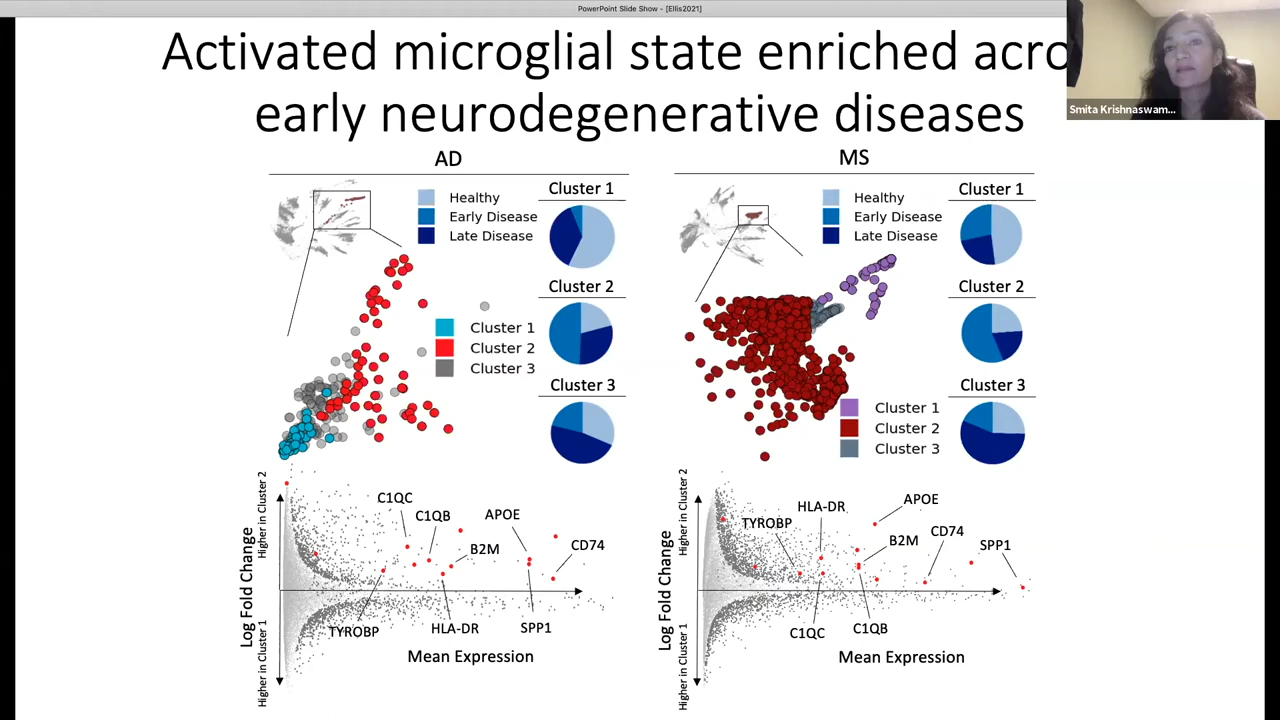 PowerPoint Slide Show - [Ellis2021]
Activated microglial state enriched acro
early neurodegenerative diseases
Smita Krishnaswam...
AD
Healthy
Early Disease
Late Disease
Cluster 1
Cluster 2
Cluster 3
Cluster 1
Cluster 2
Cluster 3
MS
Healthy
Early Disease
Late Disease
Cluster 1
Cluster 2
Cluster 3
Cluster 1
Cluster 2
Cluster 3
Log Fold Change
Higher in Cluster 2
Higher in Cluster 1
C1QC
C1QB
APOE
B2M
CD74
TYROBP
HLA-DR
SPP1
Mean Expression
Log Fold Change
Higher in Cluster 2
Higher in Cluster 1
TYROBP
HLA-DR
APOE
B2M
CD74
SPP1
C1QC
C1QB
Mean Expression